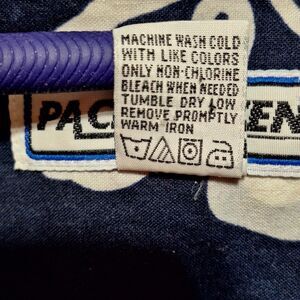 MACHINE WASH COLD
WITH LIKE COLORS
ONLY NON-CHLORINE
BLEACH WHEN NEEDED
TUMBLE DRY LOW
REMOVE PROMPTLY
WARM IRON